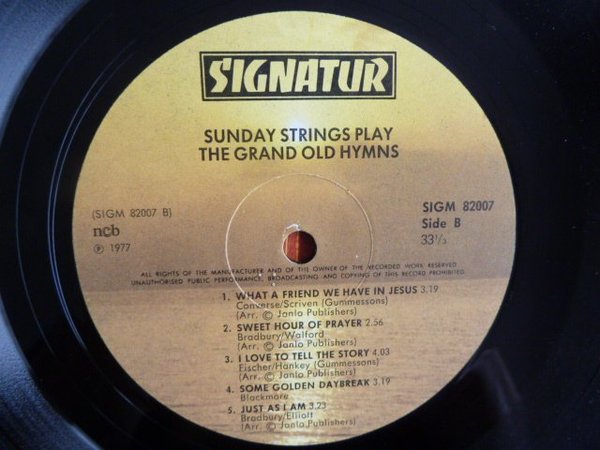 SIGNATUR
SUNDAY STRINGS PLAY
THE GRAND OLD HYMNS
(SIGM 82007 B)
ncb
℗ 1977
SIGM 82007
Side B
33⅓
ALL RIGHTS OF THE MANUFACTURER AND OF THE OWNER OF THE RECORDED WORK RESERVED
UNAUTHORISED PUBLIC PERFORMANCE, BROADCASTING AND COPYING OF THIS RECORD PROHIBITED.
1. WHAT A FRIEND WE HAVE IN JESUS 3.19
Converse/Scriven (Gummessons)
(Arr. © Janlo Publishers)
2. SWEET HOUR OF PRAYER 2.56
Bradbury/Walford
(Arr. © Janlo Publishers)
3. I LOVE TO TELL THE STORY 4.03
Fischer/Hankey (Gummessons)
(Arr. © Janlo Publishers)
4. SOME GOLDEN DAYBREAK 3.19
Blackmore
5. JUST AS I AM 3.23
Bradbury/Elliott
(Arr. © Janlo Publishers)